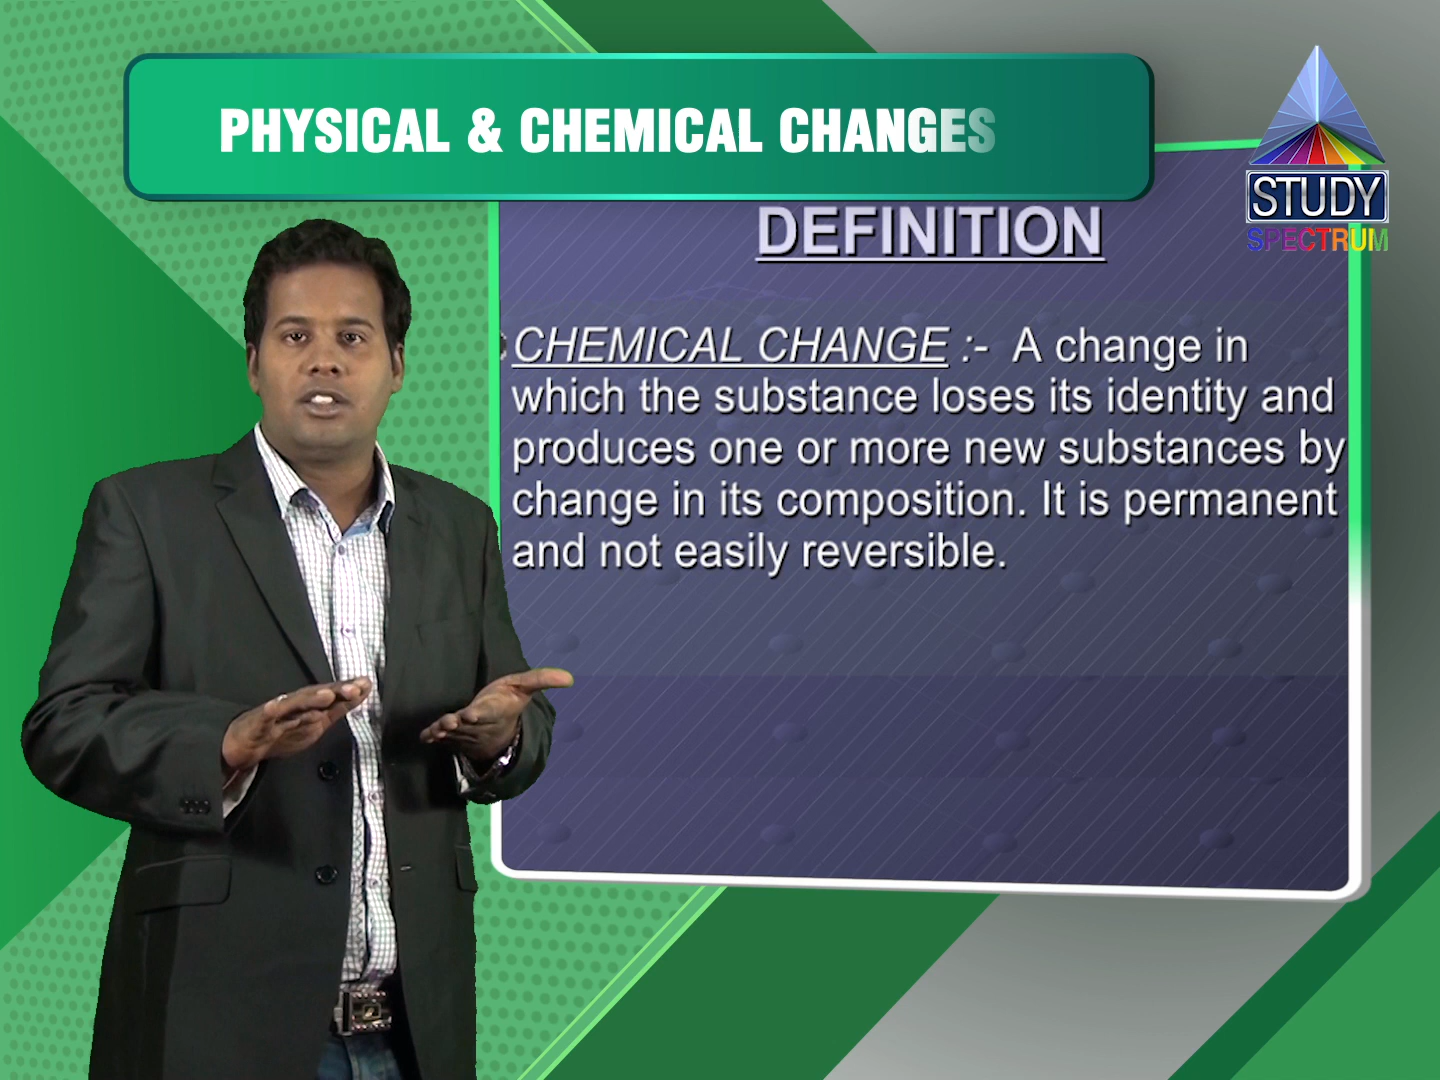 PHYSICAL & CHEMICAL CHANGES
STUDY
SPECTRUM
DEFINITION
CHEMICAL CHANGE :- A change in
which the substance loses its identity and
produces one or more new substances by
change in its composition. It is permanent
and not easily reversible.